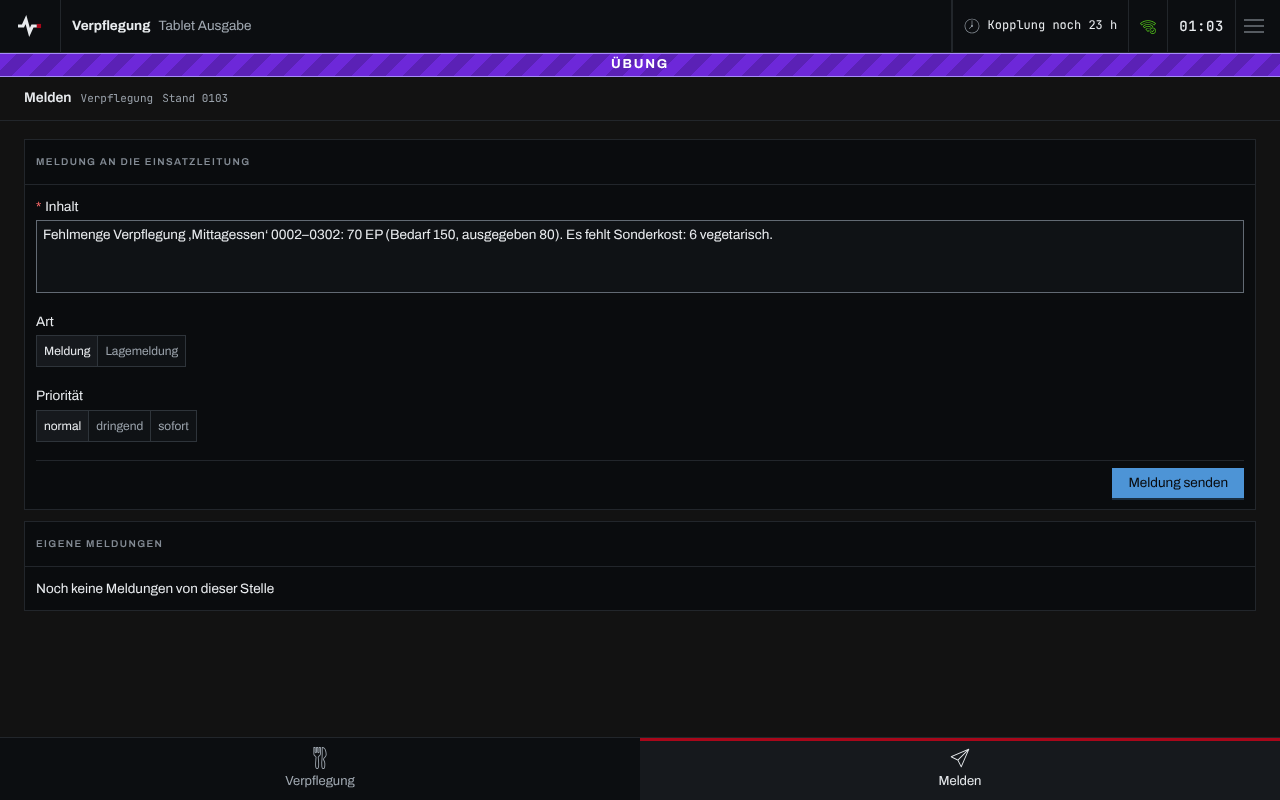 Verpflegung Tablet Ausgabe
Kopplung noch 23 h
01:03
ÜBUNG
Melden Verpflegung Stand 0103
MELDUNG AN DIE EINSATZLEITUNG
* Inhalt
Fehlmenge Verpflegung ‚Mittagessen‘ 0002–0302: 70 EP (Bedarf 150, ausgegeben 80). Es fehlt Sonderkost: 6 vegetarisch.
Art
Meldung Lagemeldung
Priorität
normal dringend sofort
Meldung senden
EIGENE MELDUNGEN
Noch keine Meldungen von dieser Stelle
Verpflegung
Melden